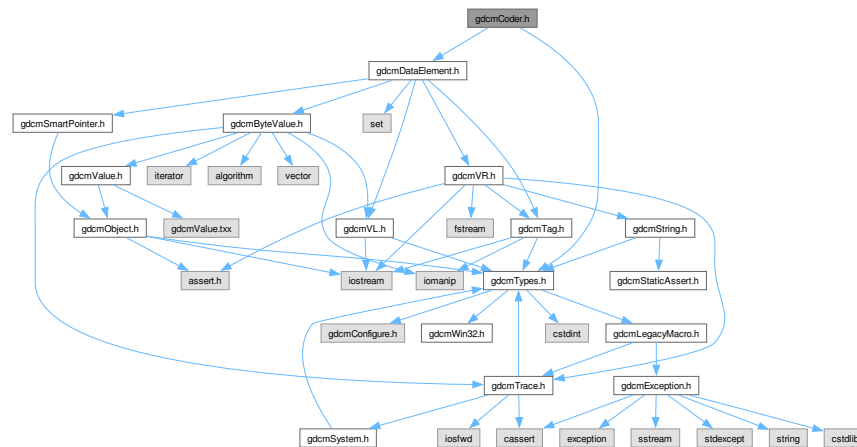 gdcmCoder.h
gdcmDataElement.h
gdcmSmartPointer.h
gdcmByteValue.h
set
gdcmValue.h
iterator
algorithm
vector
gdcmVR.h
gdcmObject.h
gdcmValue.txx
gdcmVL.h
fstream
gdcmTag.h
gdcmString.h
assert.h
iostream
iomanip
gdcmTypes.h
gdcmStaticAssert.h
gdcmConfigure.h
gdcmWin32.h
cstdint
gdcmLegacyMacro.h
gdcmTrace.h
gdcmException.h
gdcmSystem.h
iosfwd
cassert
exception
sstream
stdexcept
string
cstdlib